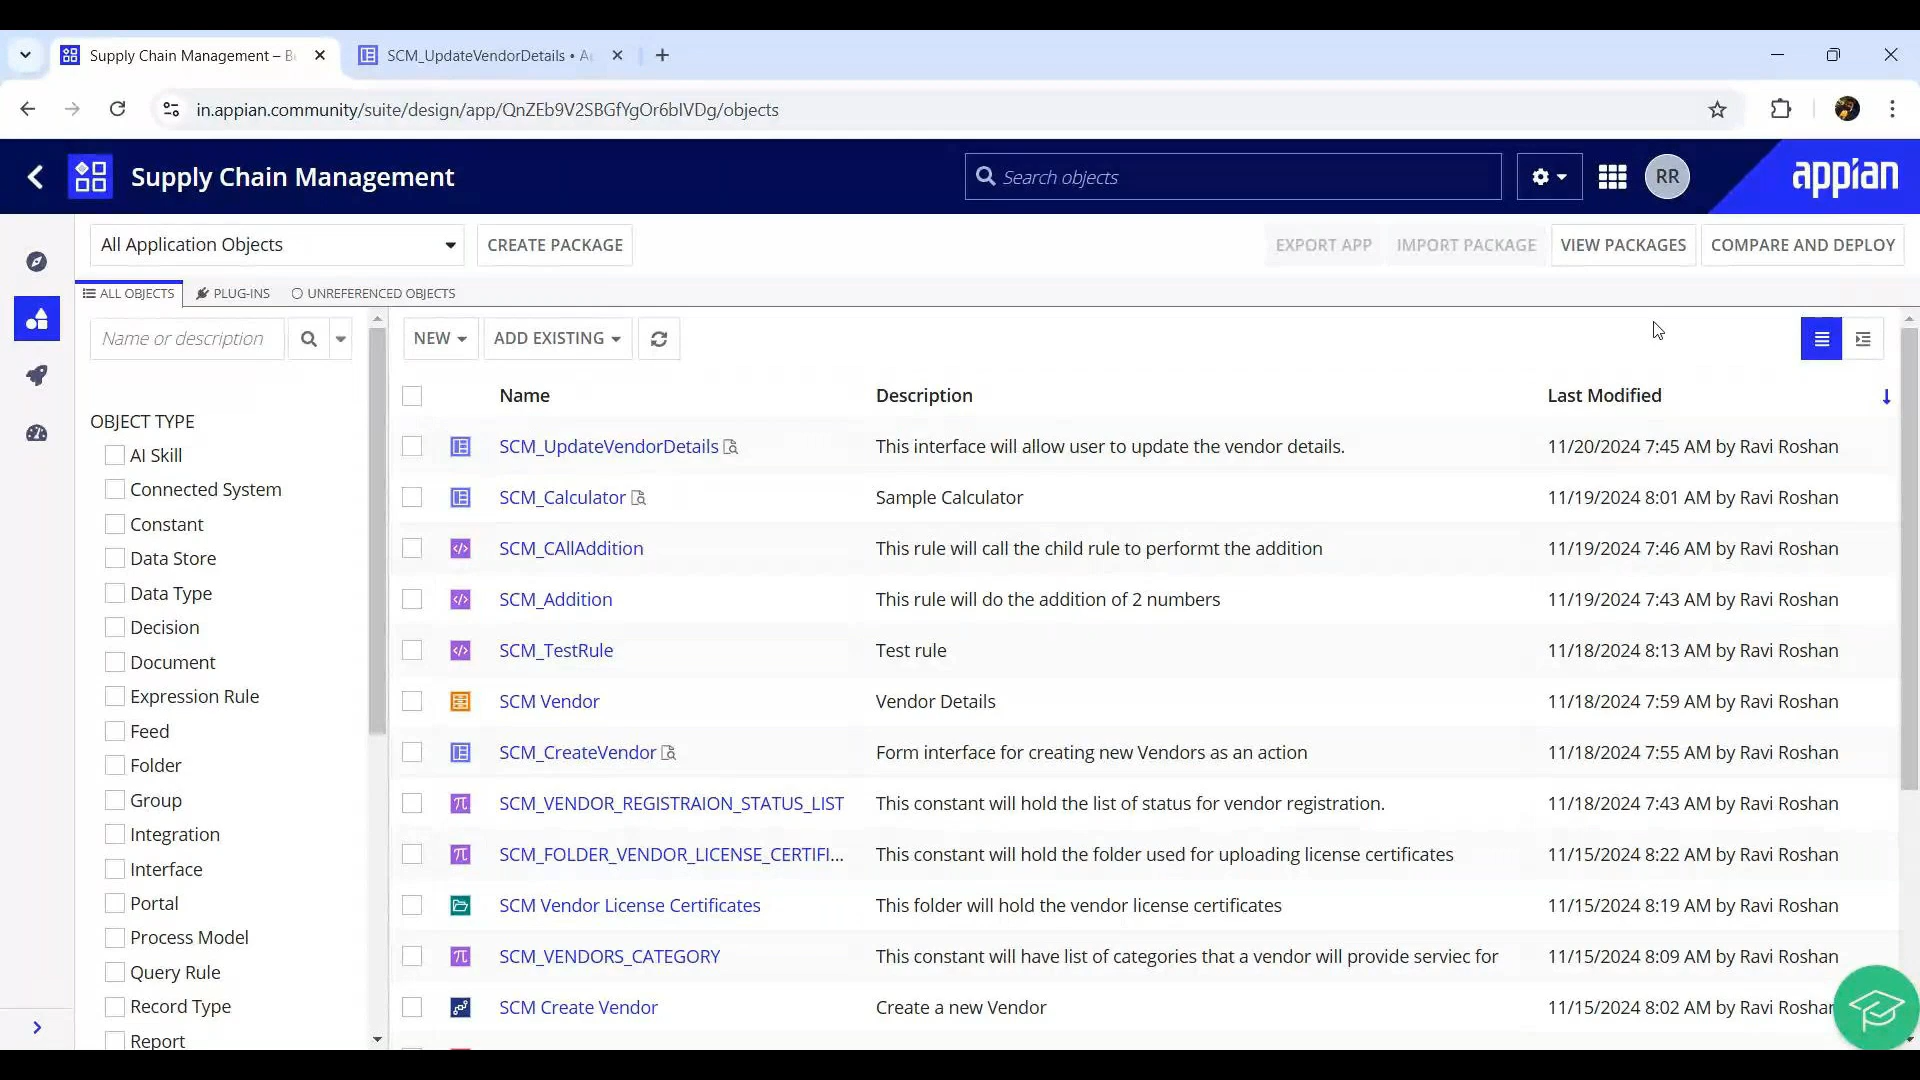 Supply Chain Management – B
SCM_UpdateVendorDetails • A
in.appian.community/suite/design/app/QnZEb9V2SBGfYgOr6bIVDg/objects
Supply Chain Management
Search objects
RR
appian
All Application Objects
CREATE PACKAGE
EXPORT APP
IMPORT PACKAGE
VIEW PACKAGES
COMPARE AND DEPLOY
ALL OBJECTS
PLUG-INS
UNREFERENCED OBJECTS
Name or description
NEW
ADD EXISTING
OBJECT TYPE
AI Skill
Connected System
Constant
Data Store
Data Type
Decision
Document
Expression Rule
Feed
Folder
Group
Integration
Interface
Portal
Process Model
Query Rule
Record Type
Report
Name Description Last Modified
SCM_UpdateVendorDetails This interface will allow user to update the vendor details. 11/20/2024 7:45 AM by Ravi Roshan
SCM_Calculator Sample Calculator 11/19/2024 8:01 AM by Ravi Roshan
SCM_CAllAddition This rule will call the child rule to performt the addition 11/19/2024 7:46 AM by Ravi Roshan
SCM_Addition This rule will do the addition of 2 numbers 11/19/2024 7:43 AM by Ravi Roshan
SCM_TestRule Test rule 11/18/2024 8:13 AM by Ravi Roshan
SCM Vendor Vendor Details 11/18/2024 7:59 AM by Ravi Roshan
SCM_CreateVendor Form interface for creating new Vendors as an action 11/18/2024 7:55 AM by Ravi Roshan
SCM_VENDOR_REGISTRAION_STATUS_LIST This constant will hold the list of status for vendor registration. 11/18/2024 7:43 AM by Ravi Roshan
SCM_FOLDER_VENDOR_LICENSE_CERTIFI... This constant will hold the folder used for uploading license certificates 11/15/2024 8:22 AM by Ravi Roshan
SCM Vendor License Certificates This folder will hold the vendor license certificates 11/15/2024 8:19 AM by Ravi Roshan
SCM_VENDORS_CATEGORY This constant will have list of categories that a vendor will provide serviec for 11/15/2024 8:09 AM by Ravi Roshan
SCM Create Vendor Create a new Vendor 11/15/2024 8:02 AM by Ravi Roshan